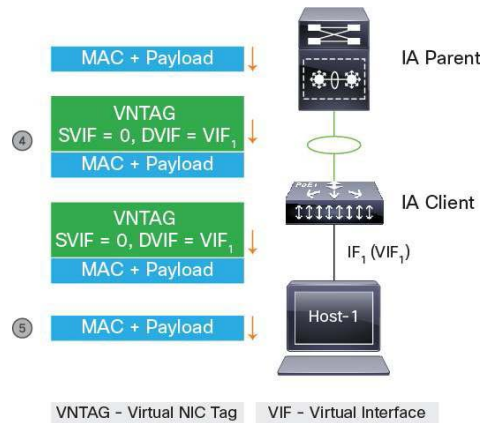 MAC + Payload
IA Parent
4
VNTAG
SVIF = 0, DVIF = VIF₁
MAC + Payload
PoE+
IA Client
VNTAG
SVIF = 0, DVIF = VIF₁
MAC + Payload
IF₁ (VIF₁)
5
MAC + Payload
Host-1
VNTAG - Virtual NIC Tag
VIF - Virtual Interface